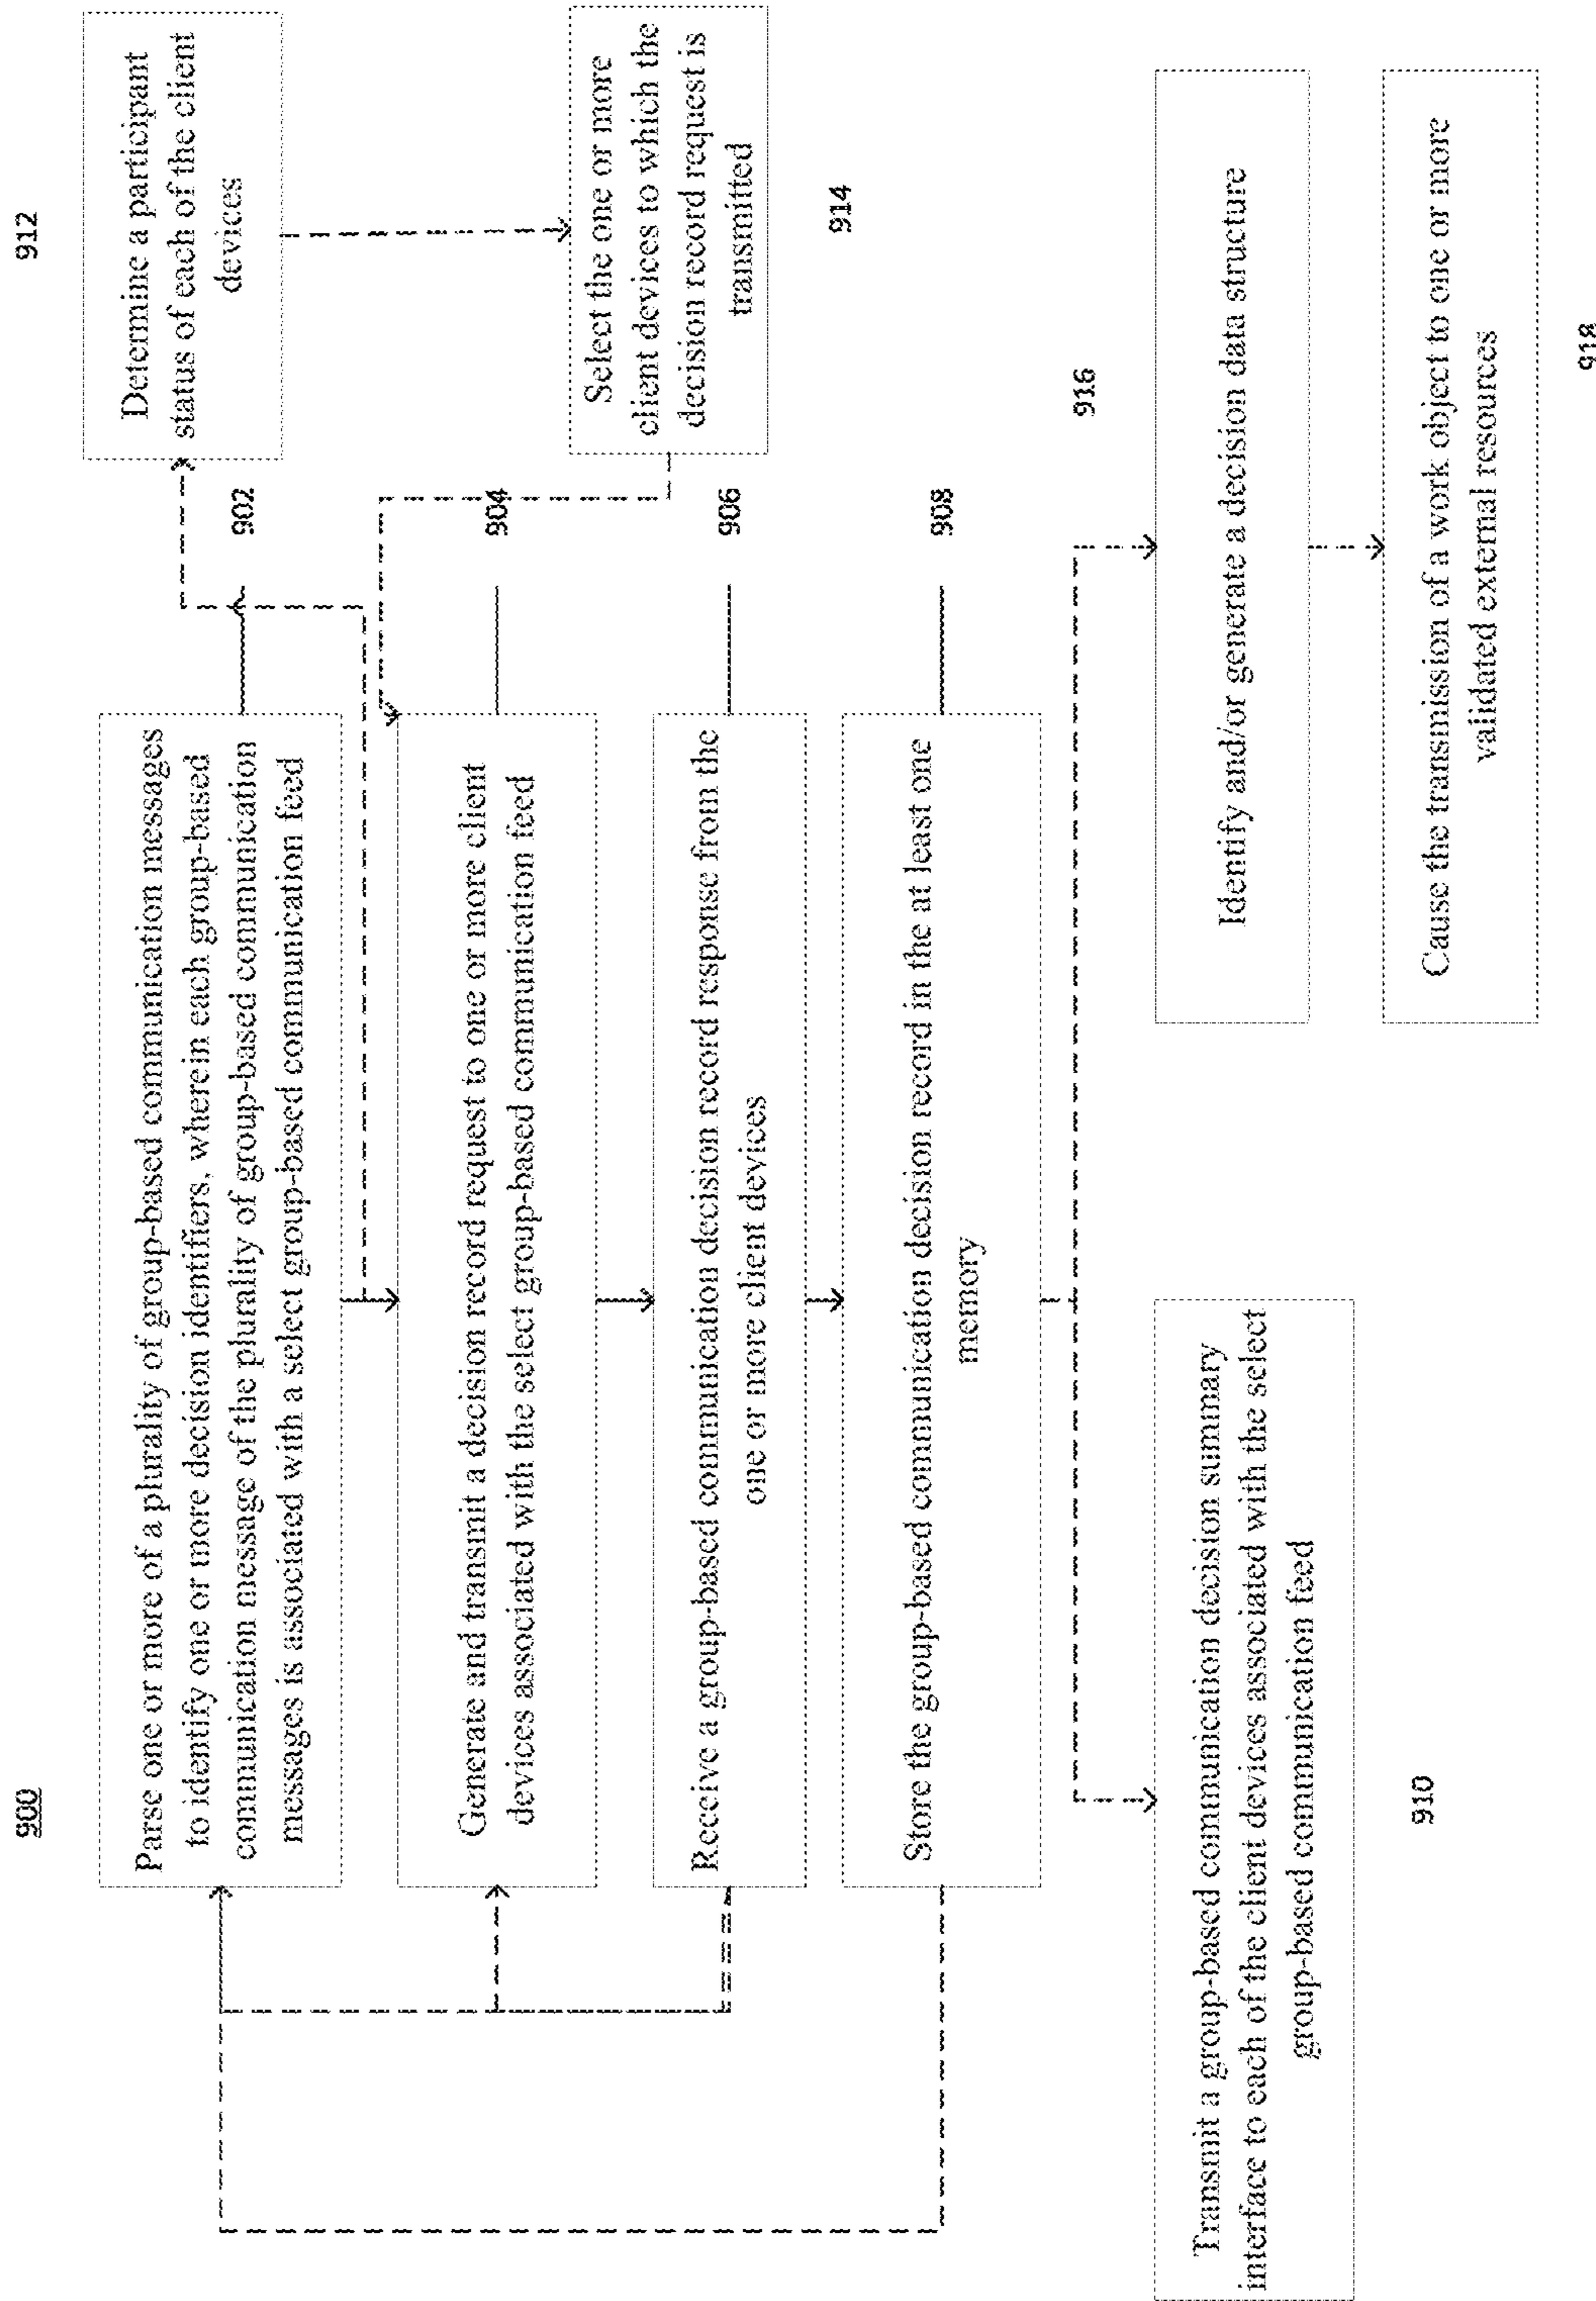 900
912
Parse one or more of a plurality of group-based communication messages
to identify one or more decision identifiers, wherein each group-based
communication message of the plurality of group-based communication
messages is associated with a select group-based communication feed
902
Determine a participant
status of each of the client
devices
Generate and transmit a decision record request to one or more client
devices associated with the select group-based communication feed
904
Select the one or more
client devices to which the
decision record request is
transmitted
914
Receive a group-based communication decision record response from the
one or more client devices
906
Store the group-based communication decision record in the at least one
memory
908
916
Transmit a group-based communication decision summary
interface to each of the client devices associated with the select
group-based communication feed
910
Identify and/or generate a decision data structure
Cause the transmission of a work object to one or more
validated external resources
918